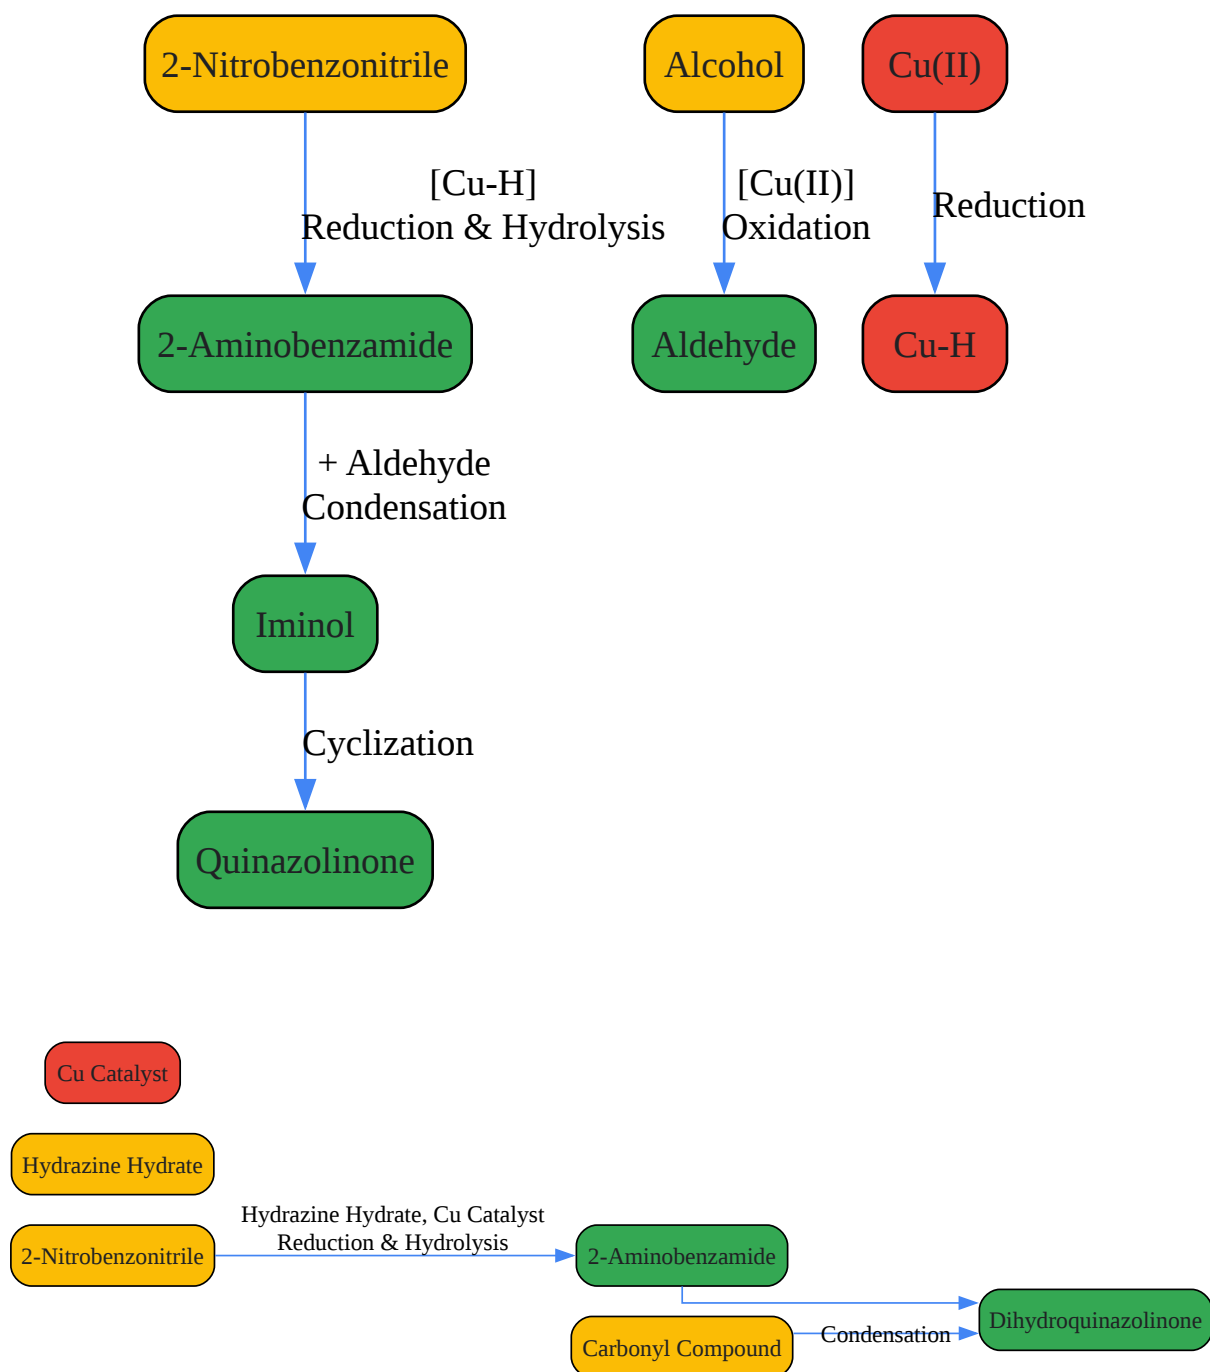 2-Nitrobenzonitrile
Alcohol
Cu(II)
[Cu-H]
Reduction & Hydrolysis
[Cu(II)]
Oxidation
Reduction
2-Aminobenzamide
Aldehyde
Cu-H
+ Aldehyde
Condensation
Iminol
Cyclization
Quinazolinone
Cu Catalyst
Hydrazine Hydrate
2-Nitrobenzonitrile
Hydrazine Hydrate, Cu Catalyst
Reduction & Hydrolysis
2-Aminobenzamide
Carbonyl Compound
Condensation
Dihydroquinazolinone